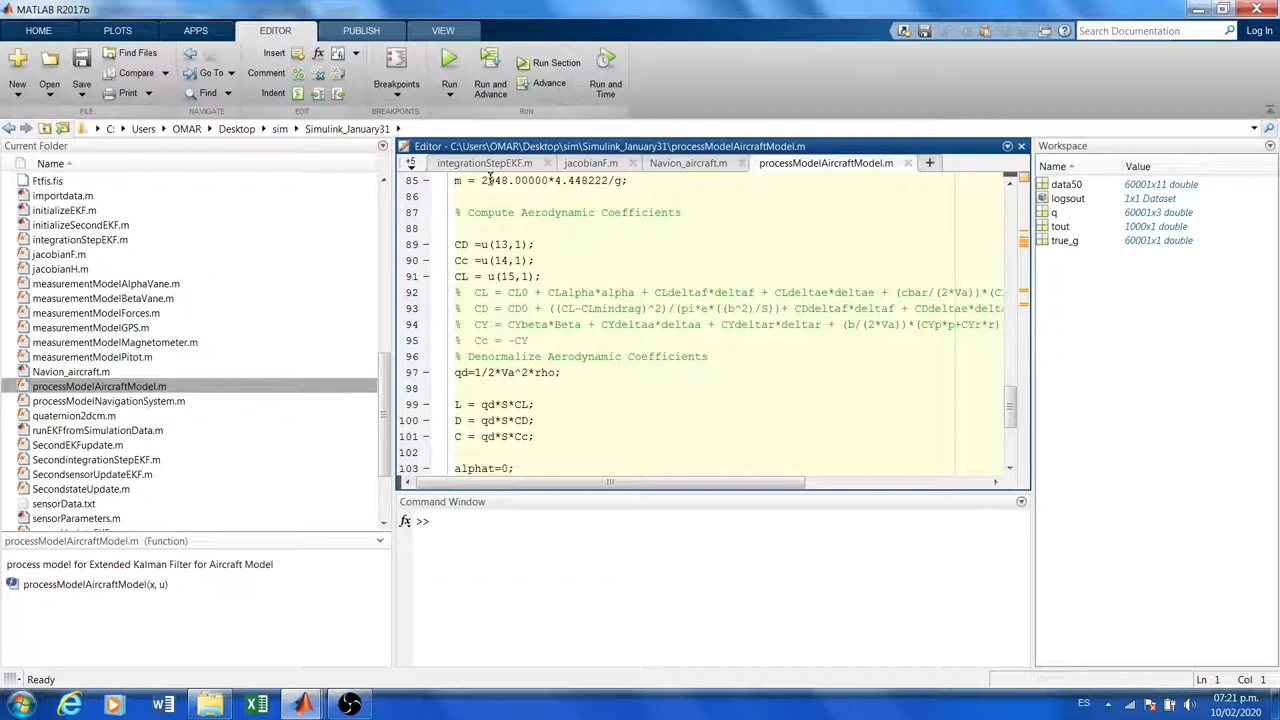 MATLAB R2017b
HOME PLOTS APPS EDITOR PUBLISH VIEW Search Documentation Log In
New Open Save Find Files Compare Print Go To Find Insert Comment Indent Breakpoints Run Run and Advance Run Section Advance Run and Time
FILE NAVIGATE EDIT BREAKPOINTS RUN
C: Users OMAR Desktop sim Simulink_January31
Current Folder
Name
Ftfis.fis
importdata.m
initializeEKF.m
initializeSecondEKF.m
integrationStepEKF.m
jacobianF.m
jacobianH.m
measurementModelAlphaVane.m
measurementModelBetaVane.m
measurementModelForces.m
measurementModelGPS.m
measurementModelMagnetometer.m
measurementModelPitot.m
Navion_aircraft.m
processModelAircraftModel.m
processModelNavigationSystem.m
quaternion2dcm.m
runEKFfromSimulationData.m
SecondEKFupdate.m
SecondintegrationStepEKF.m
SecondsensorUpdateEKF.m
SecondstateUpdate.m
sensorData.txt
sensorParameters.m
processModelAircraftModel.m (Function)
process model for Extended Kalman Filter for Aircraft Model
processModelAircraftModel(x, u)
Editor - C:\Users\OMAR\Desktop\sim\Simulink_January31\processModelAircraftModel.m
+5 integrationStepEKF.m jacobianF.m Navion_aircraft.m processModelAircraftModel.m
85 – m = 2948.00000*4.448222/g;
86
87 % Compute Aerodynamic Coefficients
88
89 – CD =u(13,1);
90 – Cc =u(14,1);
91 – CL = u(15,1);
92 % CL = CL0 + CLalpha*alpha + CLdeltaf*deltaf + CLdeltae*deltae + (cbar/(2*Va))*(C
93 % CD = CD0 + ((CL-CLmindrag)^2)/(pi*e*((b^2)/S))+ CDdeltaf*deltaf + CDdeltae*delta
94 % CY = CYbeta*Beta + CYdeltaa*deltaa + CYdeltar*deltar + (b/(2*Va))*(CYp*p+CYr*r)
95 % Cc = -CY
96 % Denormalize Aerodynamic Coefficients
97 – qd=1/2*Va^2*rho;
98
99 – L = qd*S*CL;
100 – D = qd*S*CD;
101 – C = qd*S*Cc;
102
103 – alphat=0;
Command Window
fx >>
Workspace
Name Value
data50 60001x11 double
logsout 1x1 Dataset
q 60001x3 double
tout 1000x1 double
true_g 60001x1 double
Ready Ln 1 Col 1
ES 07:21 p.m.
10/02/2020